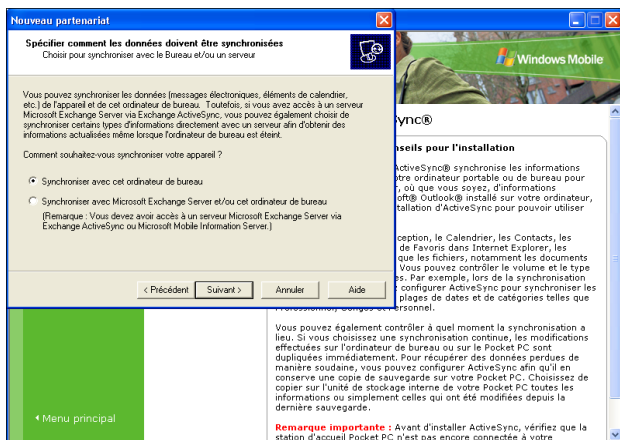 Nouveau partenariat
Spécifier comment les données doivent être synchronisées
Choisir pour synchroniser avec le Bureau et/ou un serveur
Vous pouvez synchroniser les données (messages électroniques, éléments de calendrier,
etc.) de l'appareil et de cet ordinateur de bureau. Toutefois, si vous avez accès à un serveur
Microsoft Exchange Server via Exchange ActiveSync, vous pouvez également choisir de
synchroniser certains types d'informations directement avec un serveur afin d'obtenir des
informations actualisées même lorsque l'ordinateur de bureau est éteint.
Comment souhaitez-vous synchroniser votre appareil ?
Synchroniser avec cet ordinateur de bureau
Synchroniser avec Microsoft Exchange Server et/ou cet ordinateur de bureau
(Remarque : Vous devez avoir accès à un serveur Microsoft Exchange Server via
Exchange ActiveSync ou Microsoft Mobile Information Server.)
< Précédent
Suivant >
Annuler
Aide
Windows Mobile
ync®
nseils pour l'installation
ActiveSync® synchronise les informations
tre ordinateur portable ou de bureau pour
r, où que vous soyez, d'informations
oft® Outlook® installé sur votre ordinateur,
tallation d'ActiveSync pour pouvoir utiliser
ception, le Calendrier, les Contacts, les
de Favoris dans Internet Explorer, les
que les fichiers, notamment les documents
Vous pouvez contrôler le volume et le type
es. Par exemple, lors de la synchronisation
configurer ActiveSync pour synchroniser les
plages de dates et de catégories telles que
Professionnel, Congés et Personnel.
Vous pouvez également contrôler à quel moment la synchronisation a
lieu. Si vous choisissez une synchronisation continue, les modifications
effectuées sur l'ordinateur de bureau ou sur le Pocket PC sont
dupliquées immédiatement. Pour récupérer des données perdues de
manière soudaine, vous pouvez configurer ActiveSync afin qu'il en
conserve une copie de sauvegarde sur votre Pocket PC. Choisissez de
copier sur l'unité de stockage interne de votre Pocket PC toutes les
informations ou simplement celles qui ont été modifiées depuis la
dernière sauvegarde.
Remarque importante : Avant d'installer ActiveSync, vérifiez que la
station d'accueil Pocket PC n'est pas encore connectée à votre
Menu principal